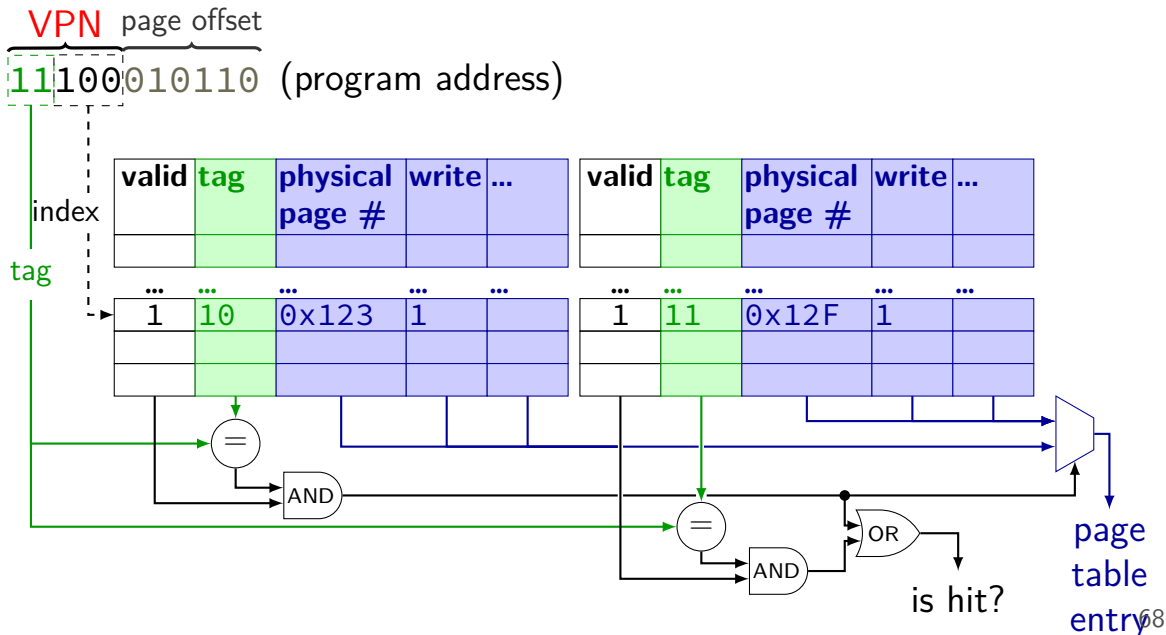 VPN page offset
11100010110 (program address)
valid tag physical page # write ... valid tag physical page # write ...
index
tag
... ... ... ... ... ... ... ... ... ...
1 10 0x123 1 1 11 0x12F 1
=
AND
=
OR
AND
is hit?
page
table
entry
68